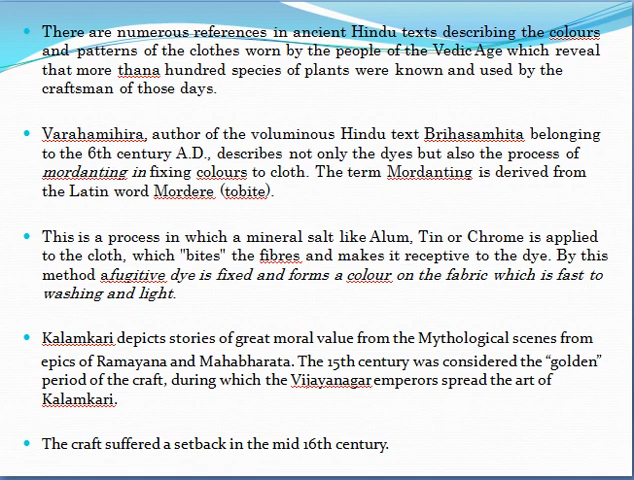 There are numerous references in ancient Hindu texts describing the colours
and patterns of the clothes worn by the people of the Vedic Age which reveal
that more thana hundred species of plants were known and used by the
craftsman of those days.
Varahamihira, author of the voluminous Hindu text Brihasamhita belonging
to the 6th century A.D., describes not only the dyes but also the process of
mordanting in fixing colours to cloth. The term Mordanting is derived from
the Latin word Mordere (tobite).
This is a process in which a mineral salt like Alum, Tin or Chrome is applied
to the cloth, which "bites" the fibres and makes it receptive to the dye. By this
method afugitive dye is fixed and forms a colour on the fabric which is fast to
washing and light.
Kalamkari depicts stories of great moral value from the Mythological scenes from
epics of Ramayana and Mahabharata. The 15th century was considered the “golden”
period of the craft, during which the Vijayanagar emperors spread the art of
Kalamkari.
The craft suffered a setback in the mid 16th century.